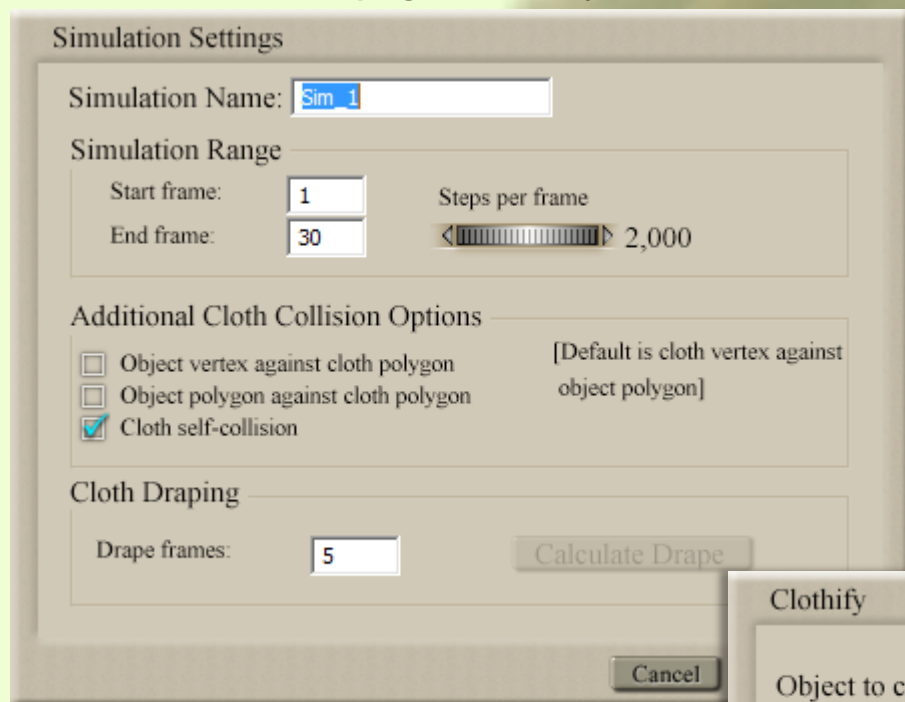 Simulation Settings
Simulation Name: Sim_1
Simulation Range
Start frame: 1
Steps per frame
End frame: 30
2,000
Additional Cloth Collision Options
Object vertex against cloth polygon
[Default is cloth vertex against
Object polygon against cloth polygon
object polygon]
Cloth self-collision
Cloth Draping
Drape frames: 5
Calculate Drape
Cancel
Clothify
Object to c